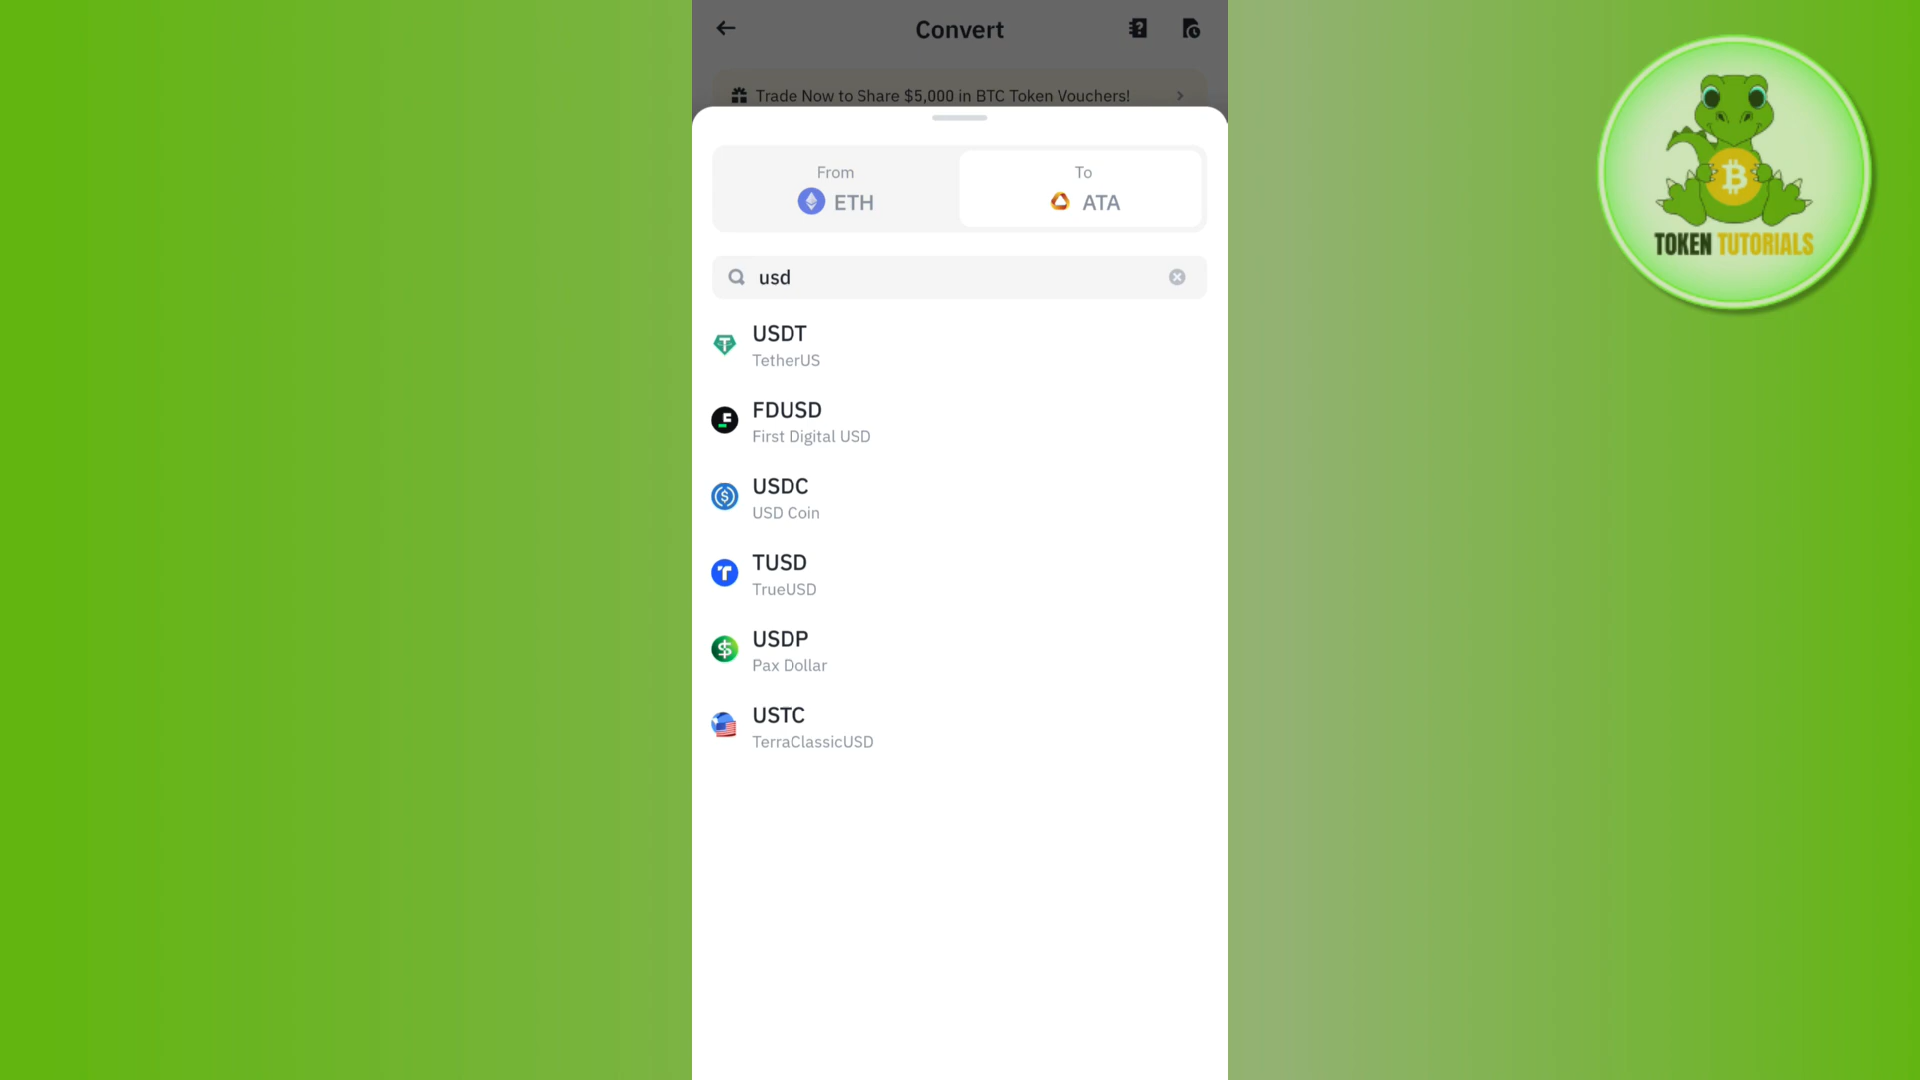 Convert
Trade Now to Share $5,000 in BTC Token Vouchers!
From
To
ETH
ATA
usd
USDT
TetherUS
FDUSD
First Digital USD
USDC
USD Coin
TUSD
TrueUSD
USDP
Pax Dollar
USTC
TerraClassicUSD
TOKEN TUTORIALS